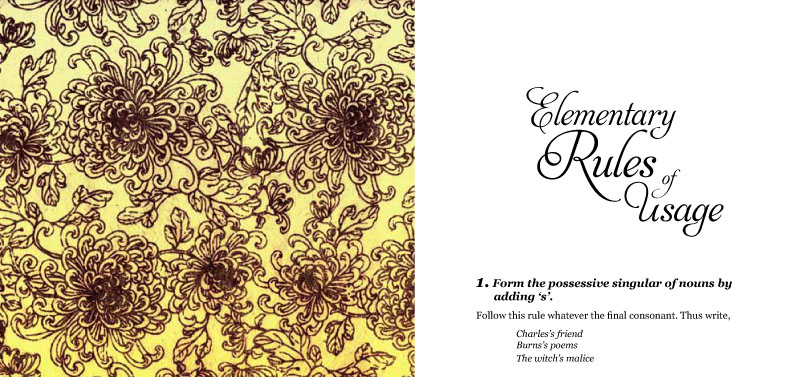 Elementary
Rules of
Usage
1. Form the possessive singular of nouns by
adding ‘s’.
Follow this rule whatever the final consonant. Thus write,
Charles’s friend
Burns’s poems
The witch’s malice